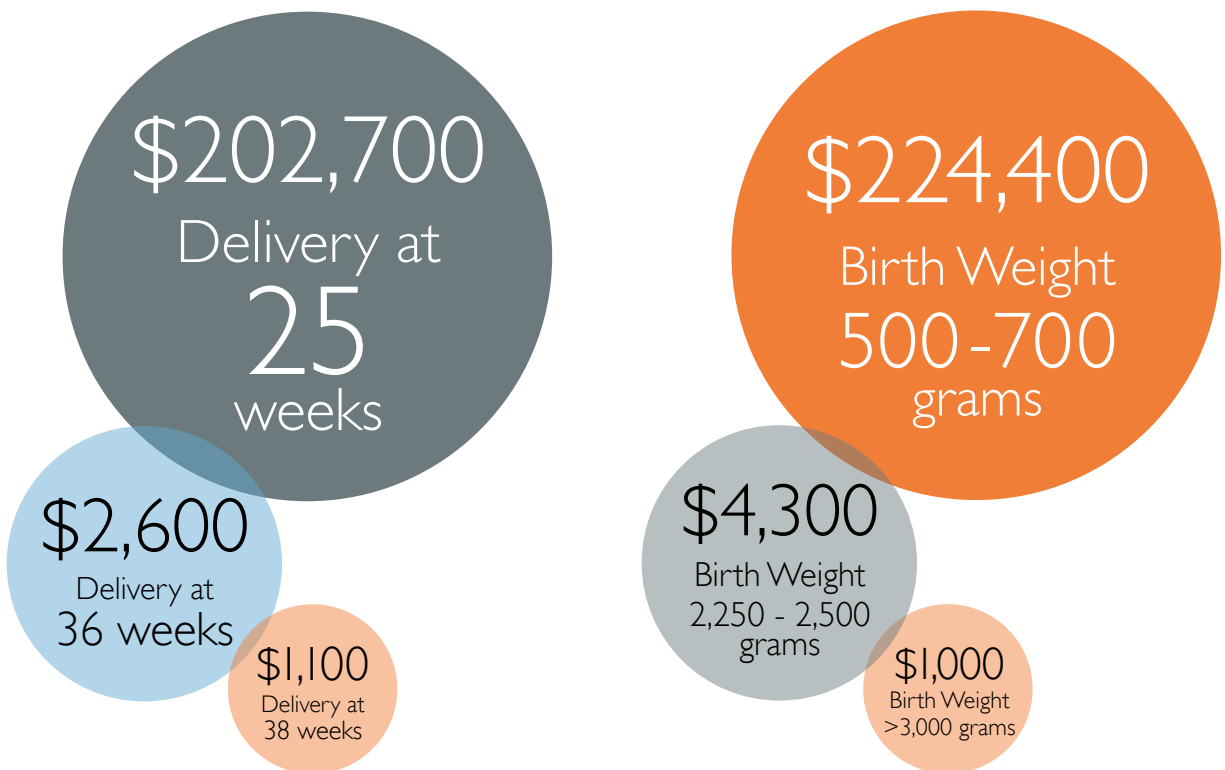 $202,700
Delivery at
25
weeks
$2,600
Delivery at
36 weeks
$1,100
Delivery at
38 weeks
$224,400
Birth Weight
500-700
grams
$4,300
Birth Weight
2,250 - 2,500
grams
$1,000
Birth Weight
>3,000 grams